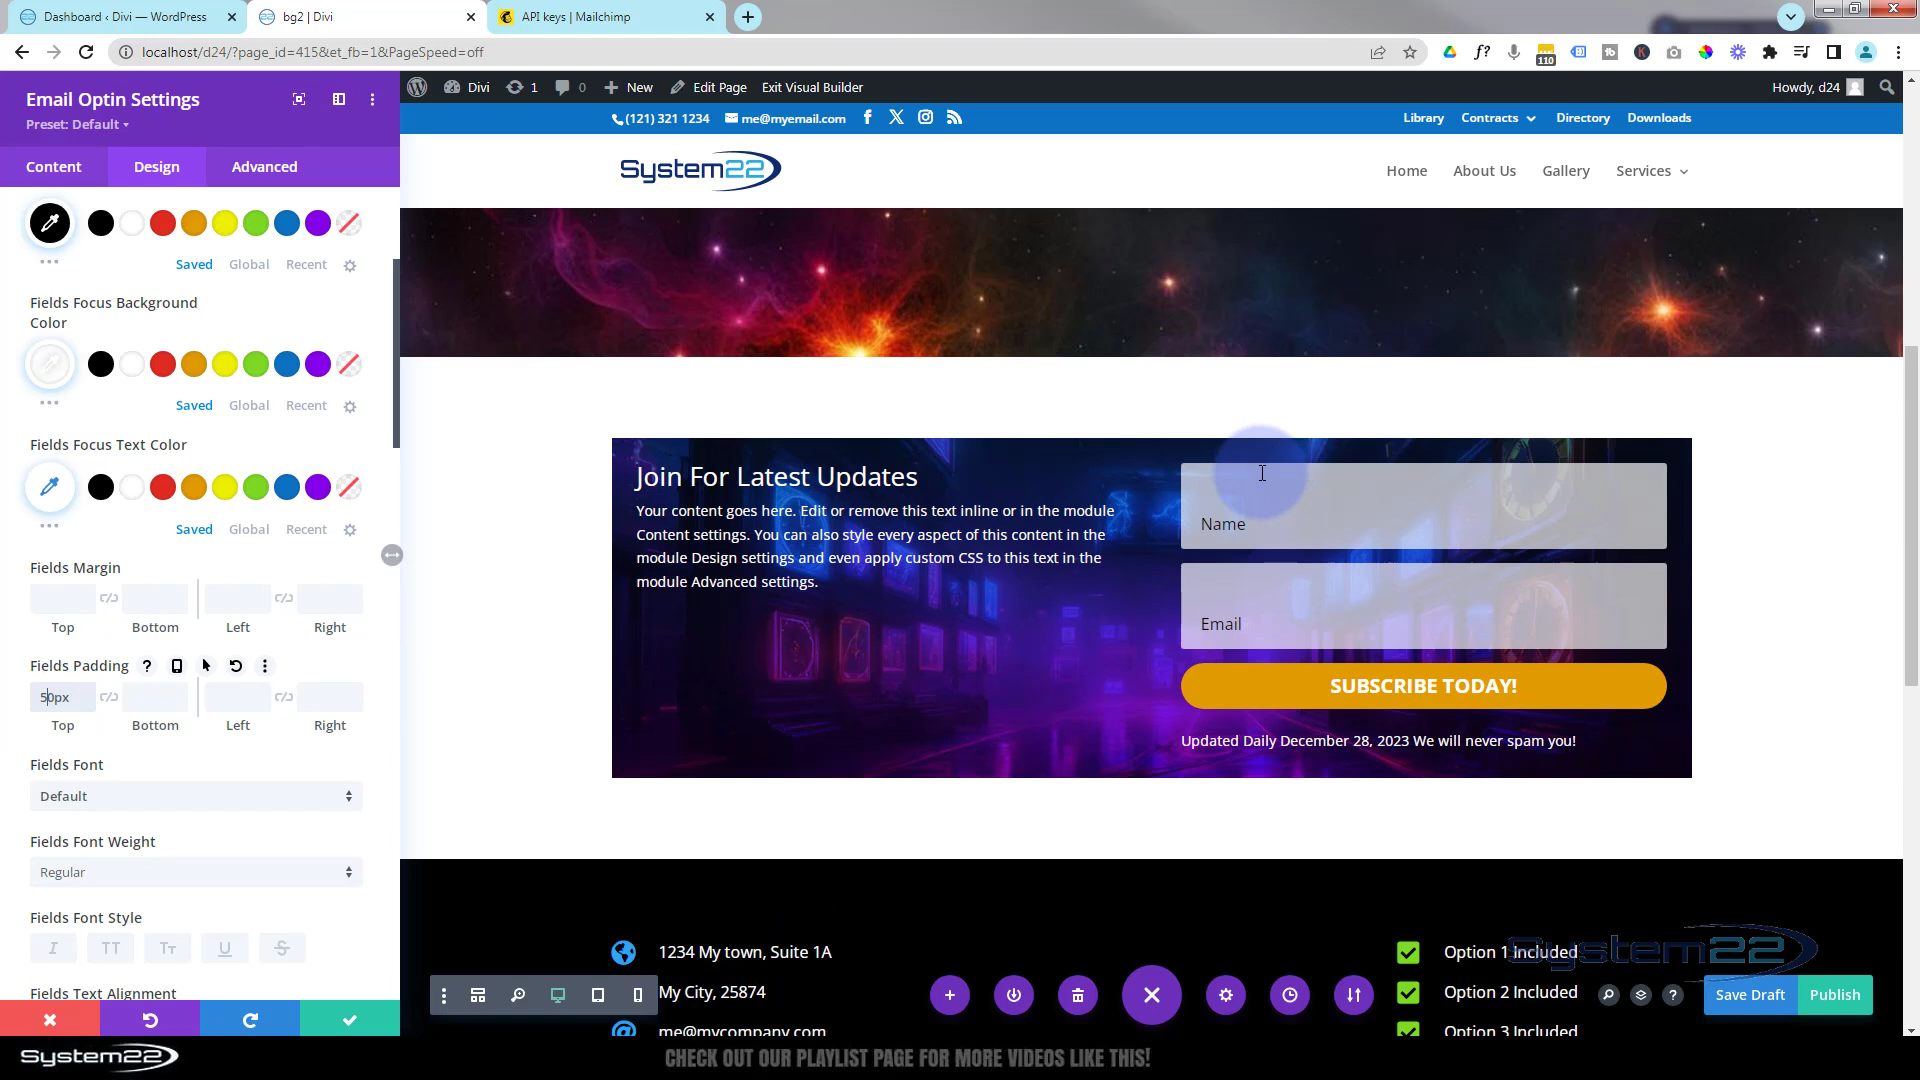 Dashboard ‹ Divi — WordPress
bg2 | Divi
API keys | Mailchimp
localhost/d24/?page_id=415&et_fb=1&PageSpeed=off
110
Email Optin Settings
Preset: Default
Content
Design
Advanced
Saved
Global
Recent
Fields Focus Background
Color
Saved
Global
Recent
Fields Focus Text Color
Saved
Global
Recent
Fields Margin
Top
Bottom
Left
Right
Fields Padding
50px
Top
Bottom
Left
Right
Fields Font
Default
Fields Font Weight
Regular
Fields Font Style
I
TT
Tт
U
S
Fields Text Alignment
Divi
1
0
New
Edit Page
Exit Visual Builder
Howdy, d24
(121) 321 1234
me@myemail.com
Library
Contracts
Directory
Downloads
System22
Home
About Us
Gallery
Services
Join For Latest Updates
Your content goes here. Edit or remove this text inline or in the module
Content settings. You can also style every aspect of this content in the
module Design settings and even apply custom CSS to this text in the
module Advanced settings.
Name
Email
SUBSCRIBE TODAY!
Updated Daily December 28, 2023 We will never spam you!
1234 My town, Suite 1A
My City, 25874
me@mycompany.com
Option 1 Included
Option 2 Included
Option 3 Included
System22
Save Draft
Publish
System22
CHECK OUT OUR PLAYLIST PAGE FOR MORE VIDEOS LIKE THIS!